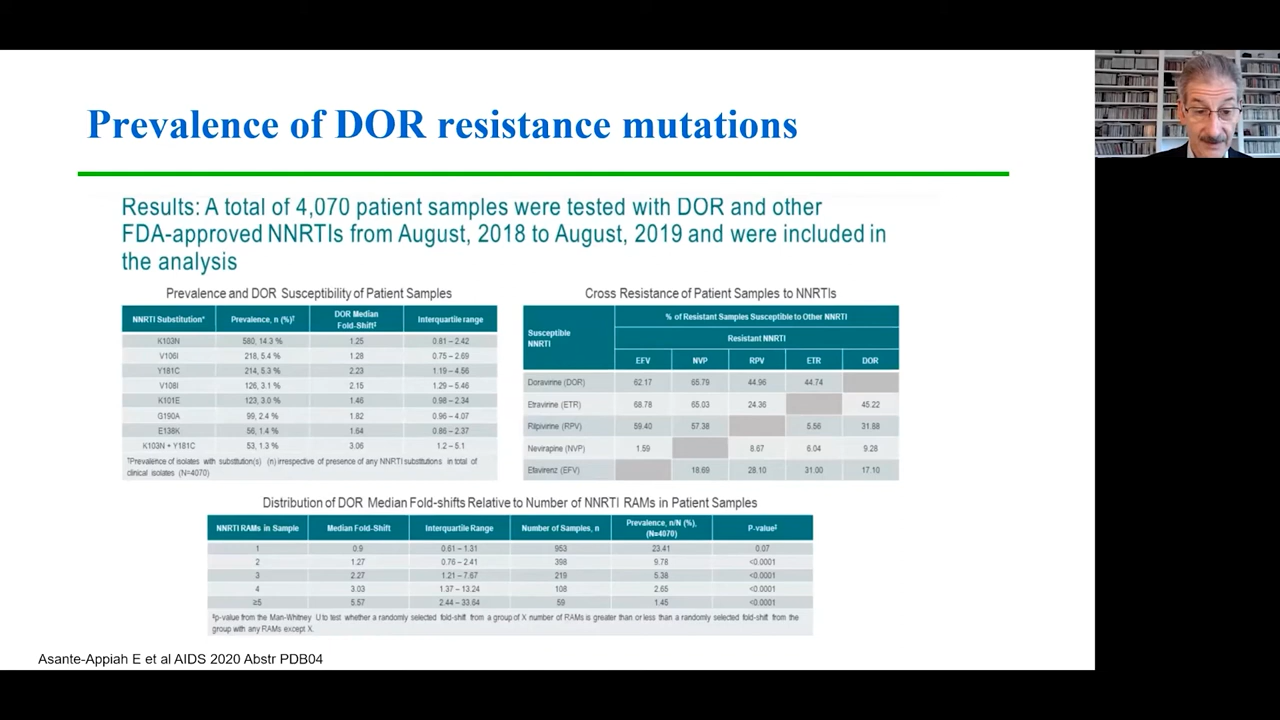 Prevalence of DOR resistance mutations
Results: A total of 4,070 patient samples were tested with DOR and other
FDA-approved NNRTIs from August, 2018 to August, 2019 and were included in
the analysis
Prevalence and DOR Susceptibility of Patient Samples
NNRTI Substitution* Prevalence, n (%)† DOR Median Fold-Shift‡ Interquartile range
K103N 580, 14.3 % 1.25 0.81 – 2.42
V106I 218, 5.4 % 1.28 0.75 – 2.69
Y181C 214, 5.3 % 2.23 1.19 – 4.56
V108I 126, 3.1 % 2.15 1.29 – 5.46
K101E 123, 3.0 % 1.46 0.98 – 2.34
G190A 99, 2.4 % 1.82 0.96 – 4.07
E138K 56, 1.4 % 1.64 0.86 – 2.37
K103N + Y181C 53, 1.3 % 3.06 1.2 – 5.1
†Prevalence of isolates with substitution(s) (n) irrespective of presence of any NNRTI substitutions in total of
clinical isolates (N=4070)
Cross Resistance of Patient Samples to NNRTIs
Susceptible NNRTI
% of Resistant Samples Susceptible to Other NNRTI
Resistant NNRTI
EFV NVP RPV ETR DOR
Doravirine (DOR) 62.17 65.79 44.96 44.74
Etravirine (ETR) 68.78 65.03 24.36 45.22
Rilpivirine (RPV) 59.40 57.38 5.56 31.88
Nevirapine (NVP) 1.59 8.67 6.04 9.28
Efavirenz (EFV) 18.69 28.10 31.00 17.10
Distribution of DOR Median Fold-shifts Relative to Number of NNRTI RAMs in Patient Samples
NNRTI RAMs in Sample Median Fold-Shift Interquartile Range Number of Samples, n Prevalence, n/N (%), (N=4070) P-value‡
1 0.9 0.61 – 1.31 953 23.41 0.07
2 1.27 0.76 – 2.41 398 9.78 <0.0001
3 2.27 1.21 – 7.67 219 5.38 <0.0001
4 3.03 1.37 – 13.24 108 2.65 <0.0001
≥5 5.57 2.44 – 33.64 59 1.45 <0.0001
‡p-value from the Man-Whitney U to test whether a randomly selected fold-shift from a group of X number of RAMs is greater than or less than a randomly selected fold-shift from the
group with any RAMs except X.
Asante-Appiah E et al AIDS 2020 Abstr PDB04